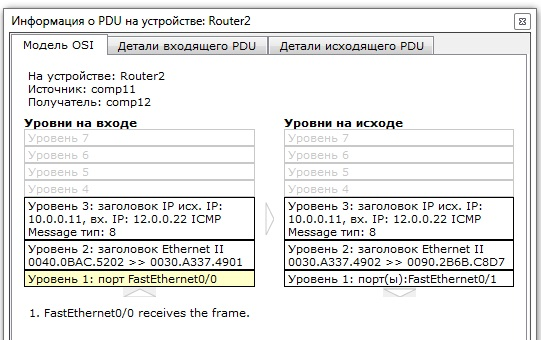 Информация о PDU на устройстве: Router2
Модель OSI
Детали входящего PDU
Детали исходящего PDU
На устройстве: Router2
Источник: comp11
Получатель: comp12
Уровни на входе
Уровень 7
Уровень 6
Уровень 5
Уровень 4
Уровень 3: заголовок IP исх. IP:
10.0.0.11, вх. IP: 12.0.0.22 ICMP
Message тип: 8
Уровень 2: заголовок Ethernet II
0040.0BAC.5202 >> 0030.A337.4901
Уровень 1: порт FastEthernet0/0
Уровни на исходе
Уровень 7
Уровень 6
Уровень 5
Уровень 4
Уровень 3: заголовок IP исх. IP:
10.0.0.11, вх. IP: 12.0.0.22 ICMP
Message тип: 8
Уровень 2: заголовок Ethernet II
0030.A337.4902 >> 0090.2B6B.C8D7
Уровень 1: порт(ы):FastEthernet0/1
1. FastEthernet0/0 receives the frame.